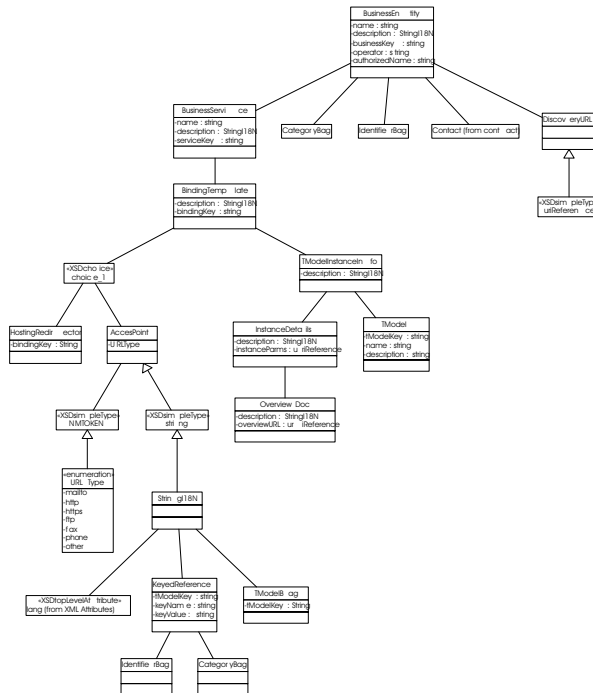 BusinessEn tity
-name : string
-description : StringI18N
-businessKey : string
-operator : s tring
-authorizedName : string
BusinessServi ce
-name : string
-description : StringI18N
-serviceKey : string
CategoryBag
Identifie rBag
Contact (from cont act)
Discov eryURL
«XSDsim pleType
uriReferen ce
BindingTemp late
-description : StringI18N
-bindingKey : string
«XSDcho ice»
choic e_1
TModelInstanceIn fo
-description : StringI18N
HostingRedir ector
-bindingKey : String
AccesPoint
-U RLType
InstanceDeta ils
-description : StringI18N
-instanceParms : u riReference
TModel
-tModelKey : string
-name : string
-description : string
Overview Doc
-description : StringI18N
-overviewURL : ur iReference
«XSDsim pleType»
NMTOKEN
«XSDsim pleType»
stri ng
«enumeration»
URL Type
-mailto
-http
-https
-ftp
-f ax
-phone
-other
Strin gI18N
«XSDtopLevelAt tribute»
lang (from XML Attributes)
KeyedReference
-tModelKey : string
-keyNam e : string
-keyValue : string
TModelB ag
-tModelKey : String
Identifie rBag
Categor yBag